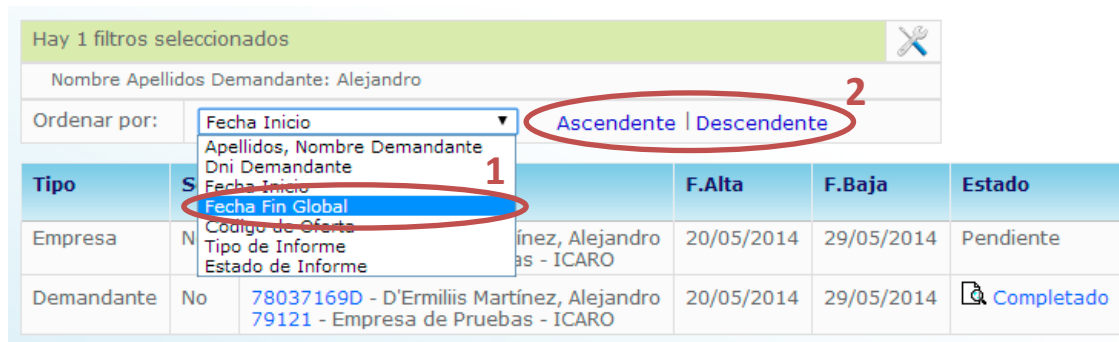 Hay 1 filtros seleccionados
Nombre Apellidos Demandante: Alejandro
2
Ordenar por: Fecha Inicio Ascendente | Descendente
Apellidos, Nombre Demandante
Dni Demandante
1
Fecha Inicio
Fecha Fin Global
Código de Oferta
Tipo de Informe
Estado de Informe
Tipo S F.Alta F.Baja Estado
Empresa N ínez, Alejandro 20/05/2014 29/05/2014 Pendiente
as - ICARO
Demandante No 78037169D - D'Ermiliis Martínez, Alejandro 20/05/2014 29/05/2014 Completado
79121 - Empresa de Pruebas - ICARO